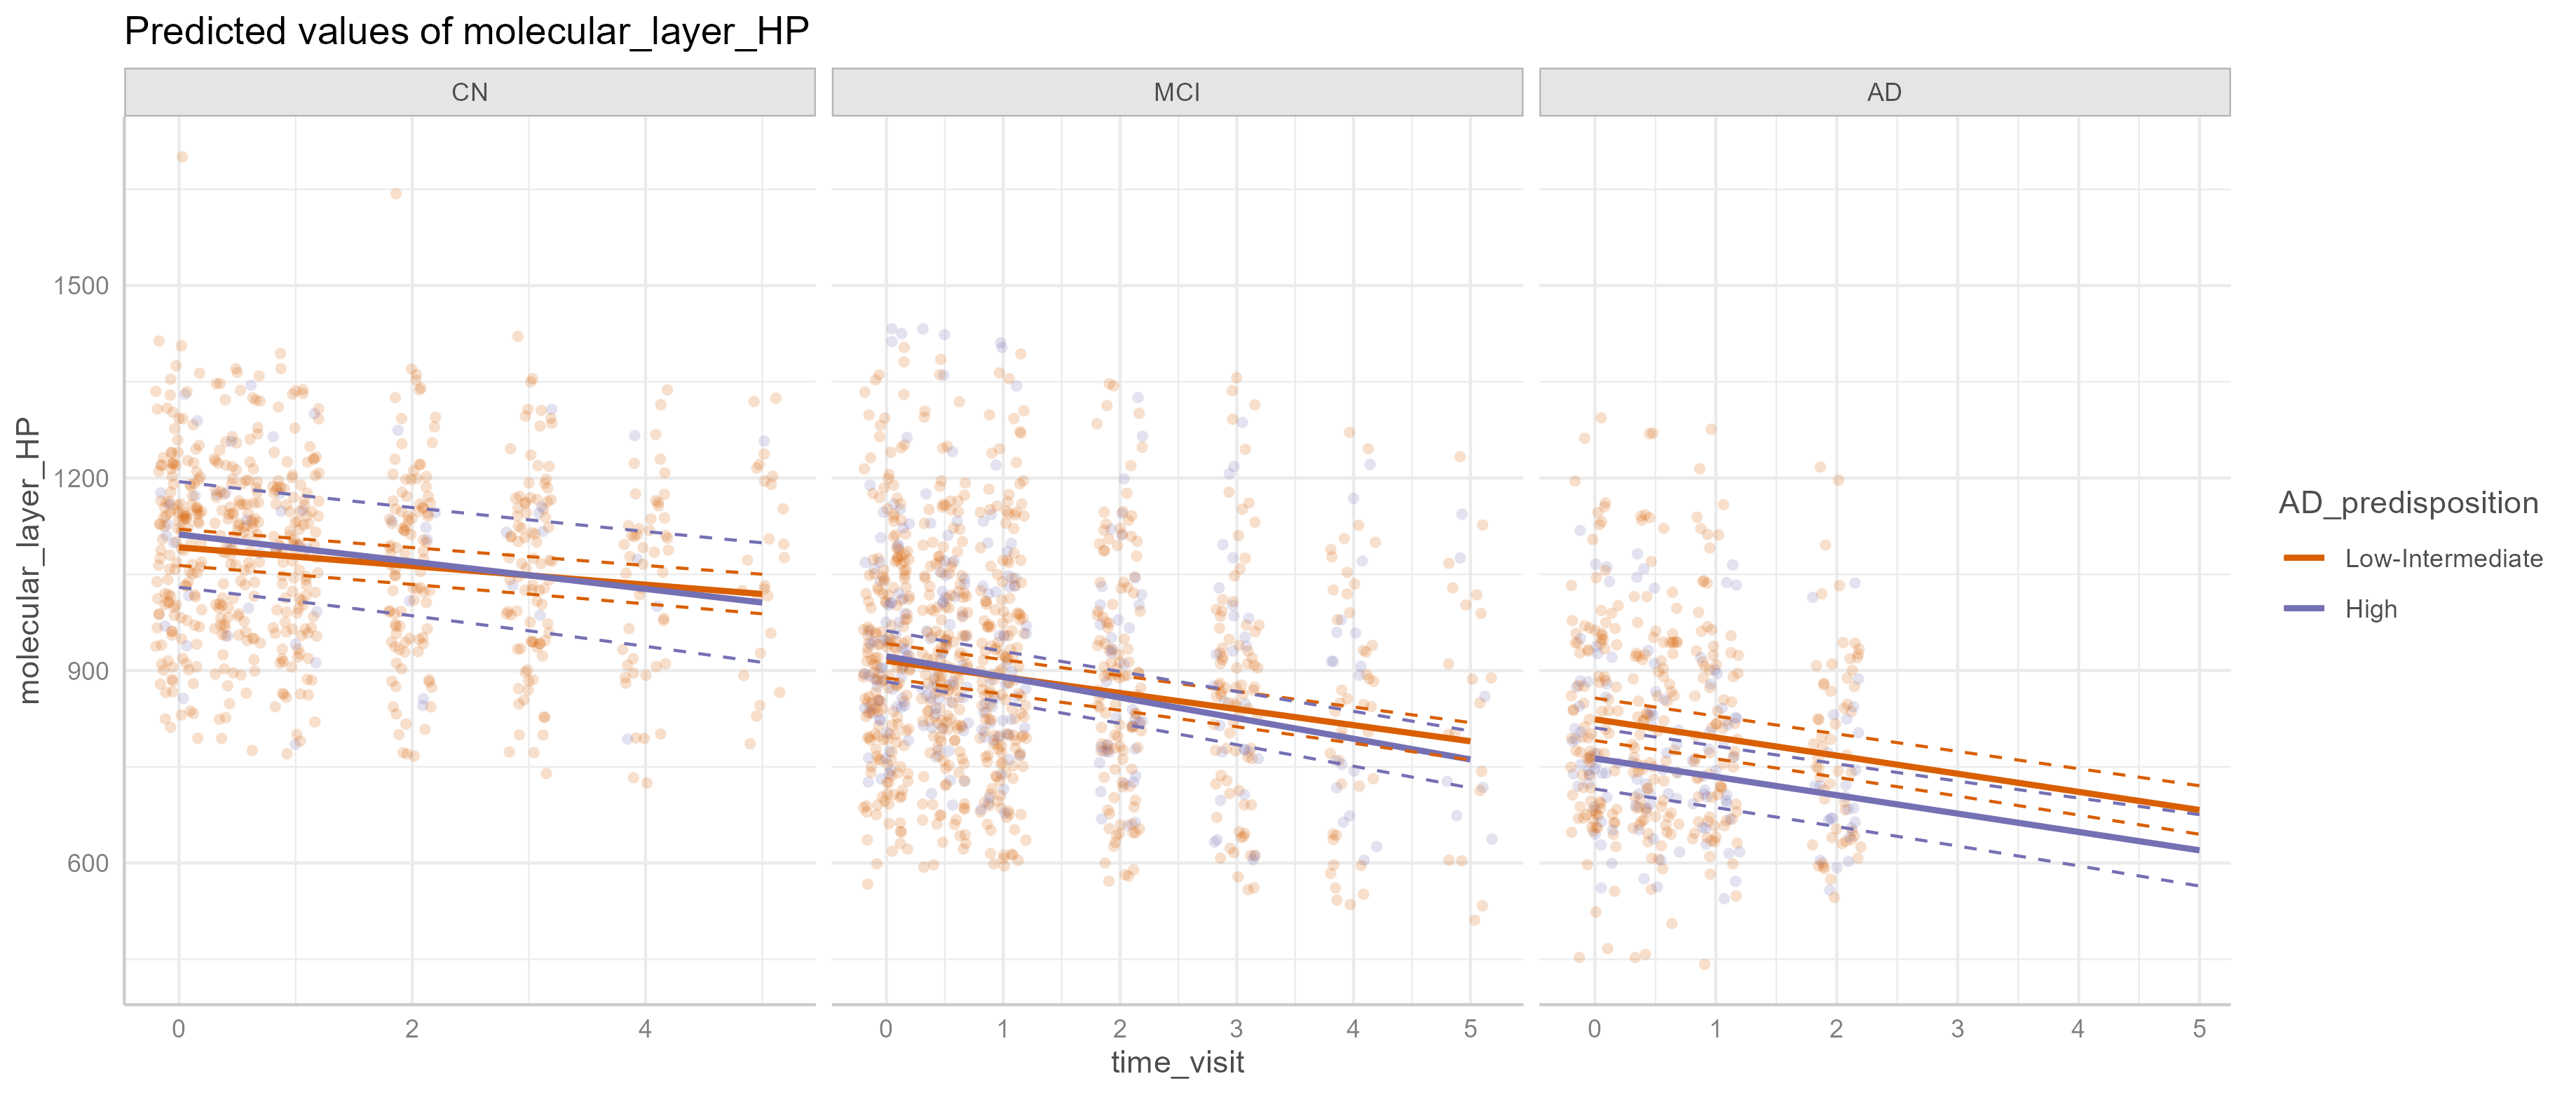 Predicted values of molecular_layer_HP
CN
MCI
AD
1500
1200
900
600
molecular_layer_HP
0 2 4
0 1 2 3 4 5
0 1 2 3 4 5
time_visit
AD_predisposition
Low-Intermediate
High